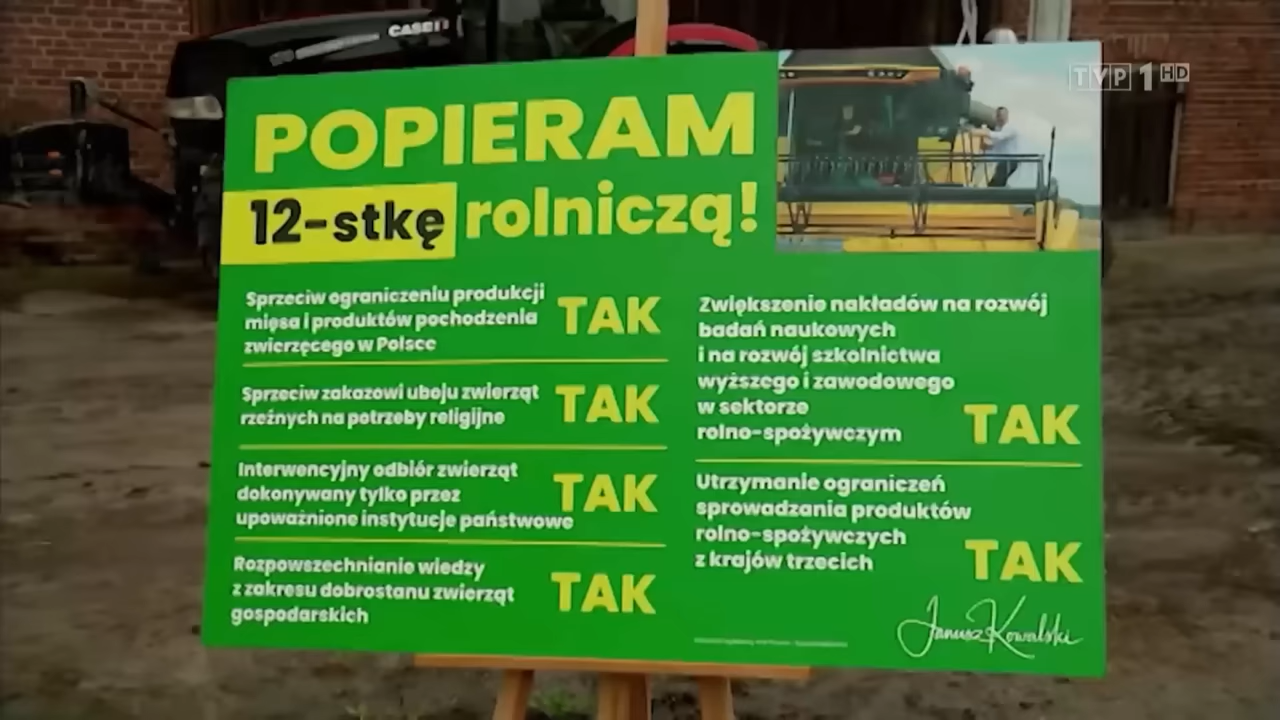 CASE IH
TVP 1 HD
POPIERAM
12-stkę rolniczą!
Sprzeciw ograniczeniu produkcji
mięsa i produktów pochodzenia
zwierzęcego w Polsce
TAK
Sprzeciw zakazowi uboju zwierząt
rzeźnych na potrzeby religijne
TAK
Interwencyjny odbiór zwierząt
dokonywany tylko przez
upoważnione instytucje państwowe
TAK
Rozpowszechnianie wiedzy
z zakresu dobrostanu zwierząt
gospodarskich
TAK
Zwiększenie nakładów na rozwój
badań naukowych
i na rozwój szkolnictwa
wyższego i zawodowego
w sektorze
rolno-spożywczym
TAK
Utrzymanie ograniczeń
sprowadzania produktów
rolno-spożywczych
z krajów trzecich
TAK
Janusz Kowalski